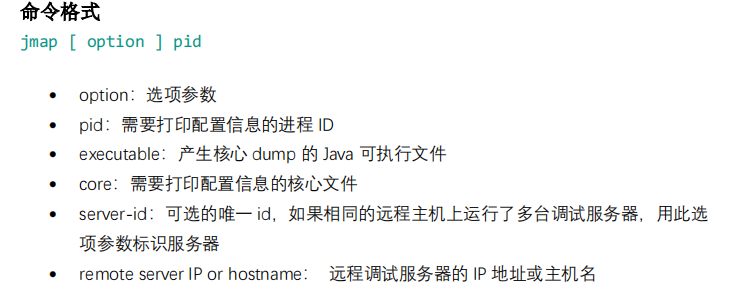 命令格式
jmap [ option ] pid
• option：选项参数
• pid：需要打印配置信息的进程 ID
• executable：产生核心 dump 的 Java 可执行文件
• core：需要打印配置信息的核心文件
• server-id：可选的唯一 id，如果相同的远程主机上运行了多台调试服务器，用此选
项参数标识服务器
• remote server IP or hostname： 远程调试服务器的 IP 地址或主机名